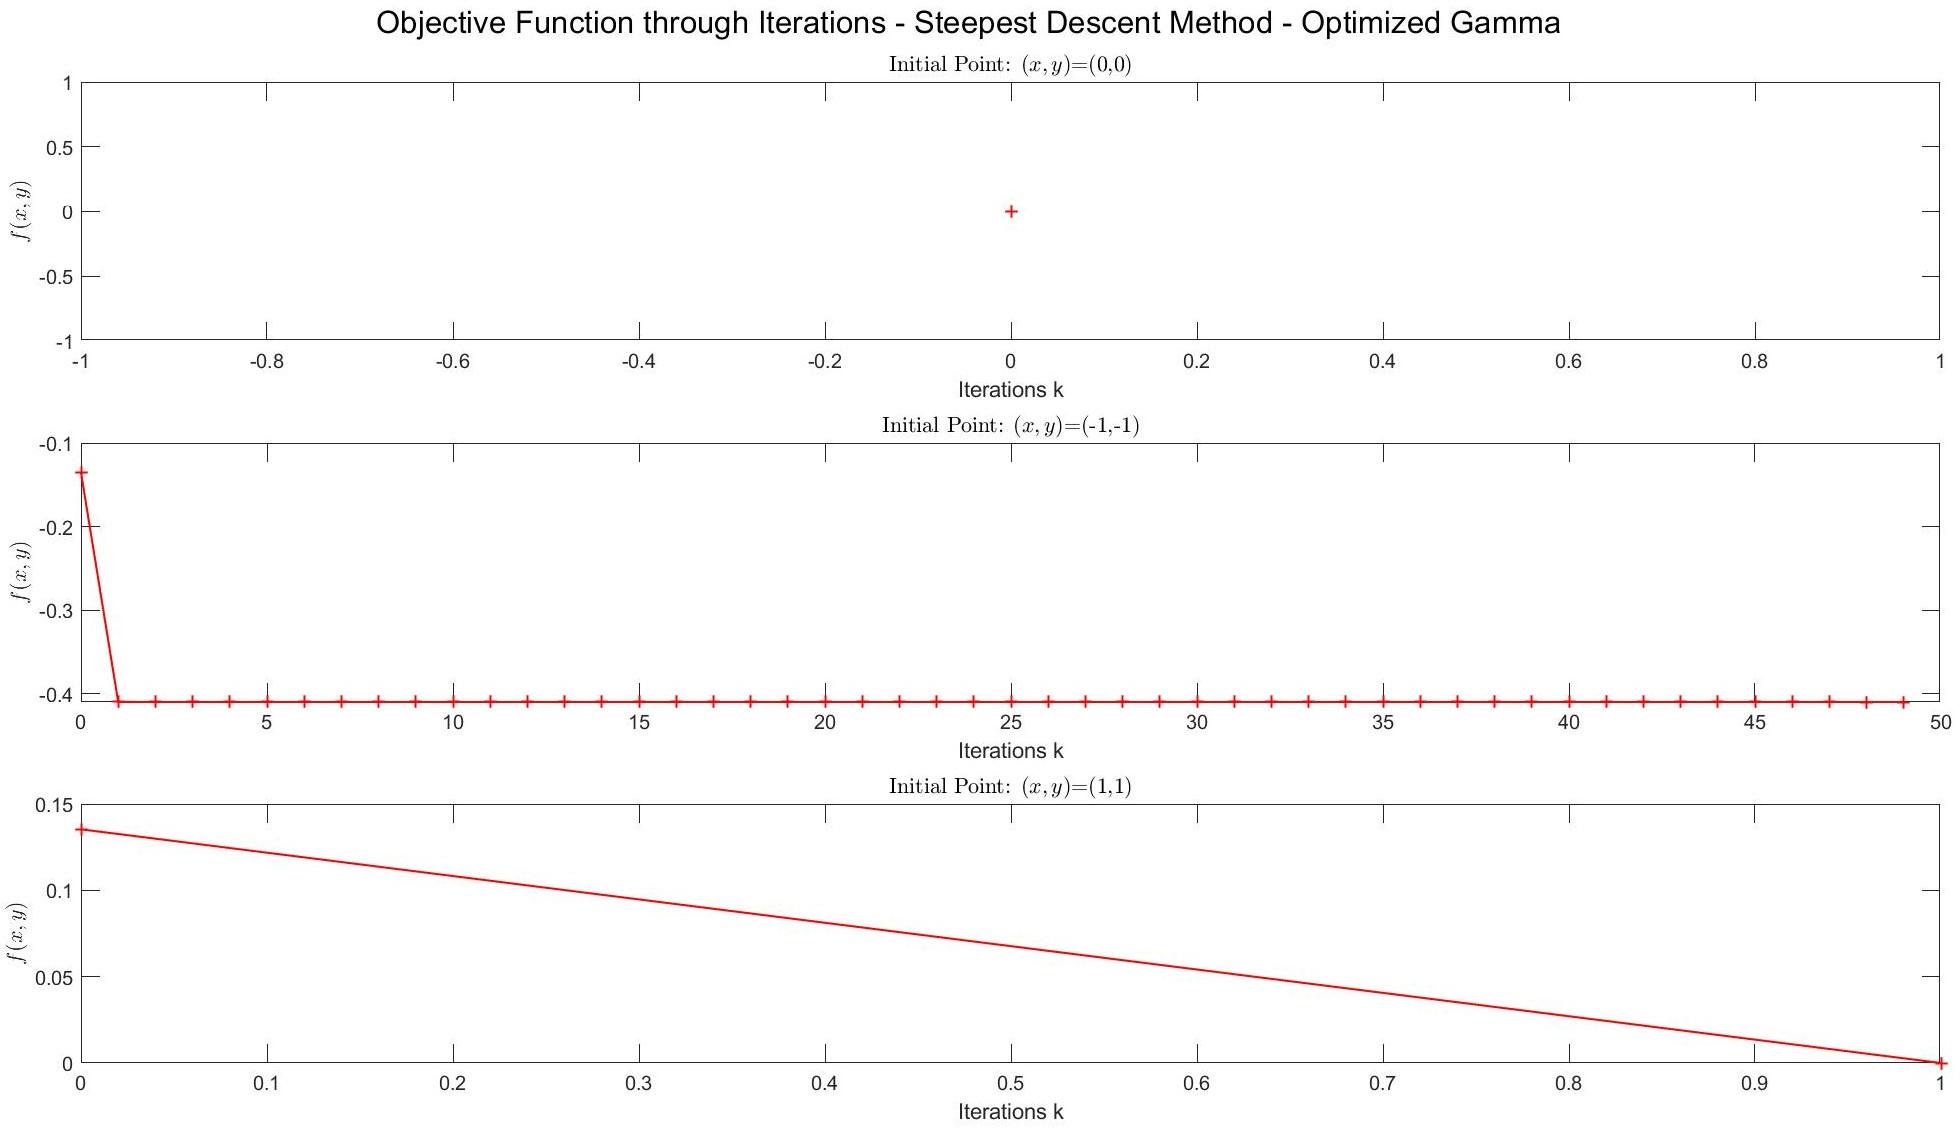 Objective Function through Iterations - Steepest Descent Method - Optimized Gamma
Initial Point: (x, y)=(0,0)
1
0.5
0
-0.5
-1
f(x, y)
-1 -0.8 -0.6 -0.4 -0.2 0 0.2 0.4 0.6 0.8 1
Iterations k
Initial Point: (x, y)=(-1,-1)
-0.1
-0.2
-0.3
-0.4
f(x, y)
0 5 10 15 20 25 30 35 40 45 50
Iterations k
Initial Point: (x, y)=(1,1)
0.15
0.1
0.05
0
f(x, y)
0 0.1 0.2 0.3 0.4 0.5 0.6 0.7 0.8 0.9 1
Iterations k